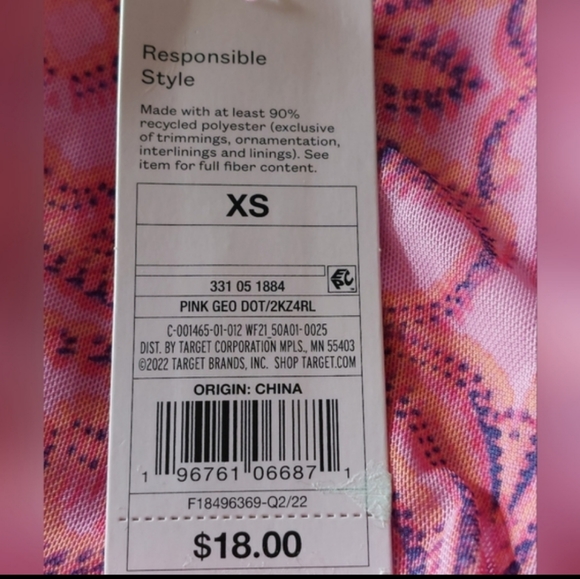 Responsible
Style
Made with at least 90%
recycled polyester (exclusive
of trimmings, ornamentation,
interlinings and linings). See
item for full fiber content.
XS
EPC
331 05 1884
PINK GEO DOT/2KZ4RL
C-001465-01-012 WF21_50A01-0025
DIST. BY TARGET CORPORATION MPLS., MN 55403
©2022 TARGET BRANDS, INC. SHOP TARGET.COM
ORIGIN: CHINA
1 96761 06687 1
F18496369-Q2/22
$18.00